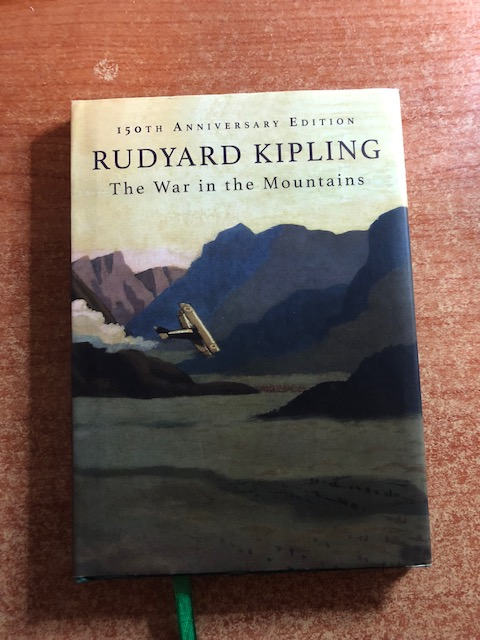 150TH ANNIVERSARY EDITION
RUDYARD KIPLING
The War in the Mountains